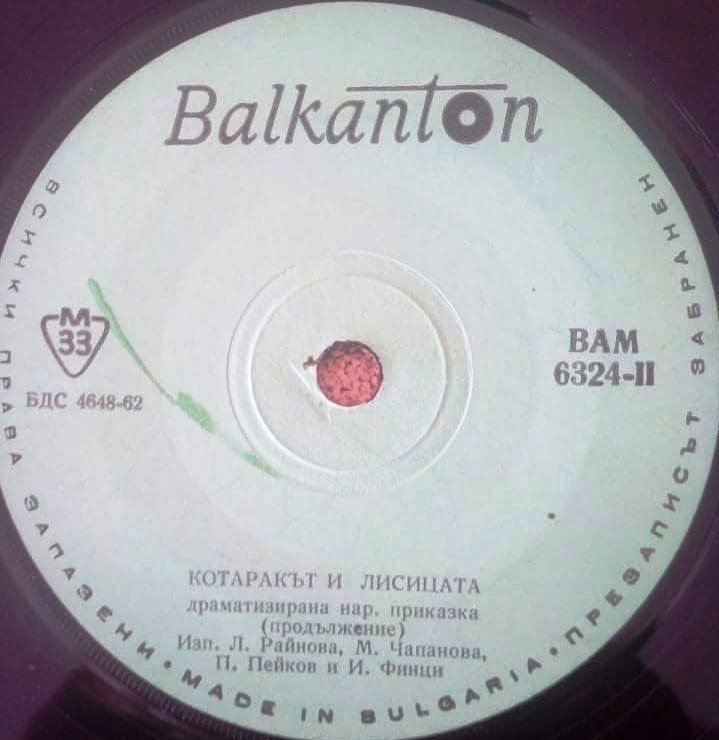 Balkanton
ВСИЧКИ ПРАВА ЗАПАЗЕНИ • MADE IN BULGARIA • ПРЕЗАПИСЪТ ЗАБРАНЕН
М
33
БДС 4648-62
ВАМ
6324-II
КОТАРАКЪТ И ЛИСИЦАТА
драматизирана нар. приказка
(продължение)
Изп. Л. Райнова, М. Чапанова,
П. Пейков и И. Финци